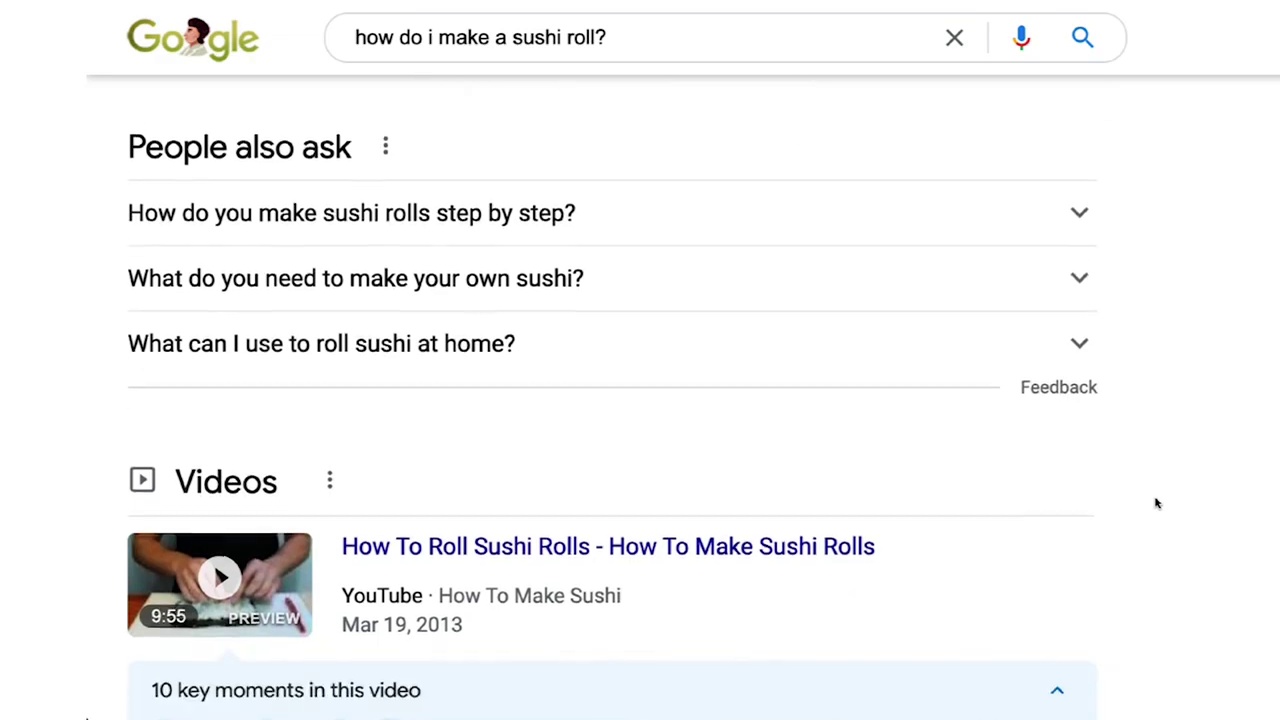 Google
how do i make a sushi roll?
People also ask
How do you make sushi rolls step by step?
What do you need to make your own sushi?
What can I use to roll sushi at home?
Feedback
Videos
How To Roll Sushi Rolls - How To Make Sushi Rolls
YouTube · How To Make Sushi
Mar 19, 2013
9:55 PREVIEW
10 key moments in this video